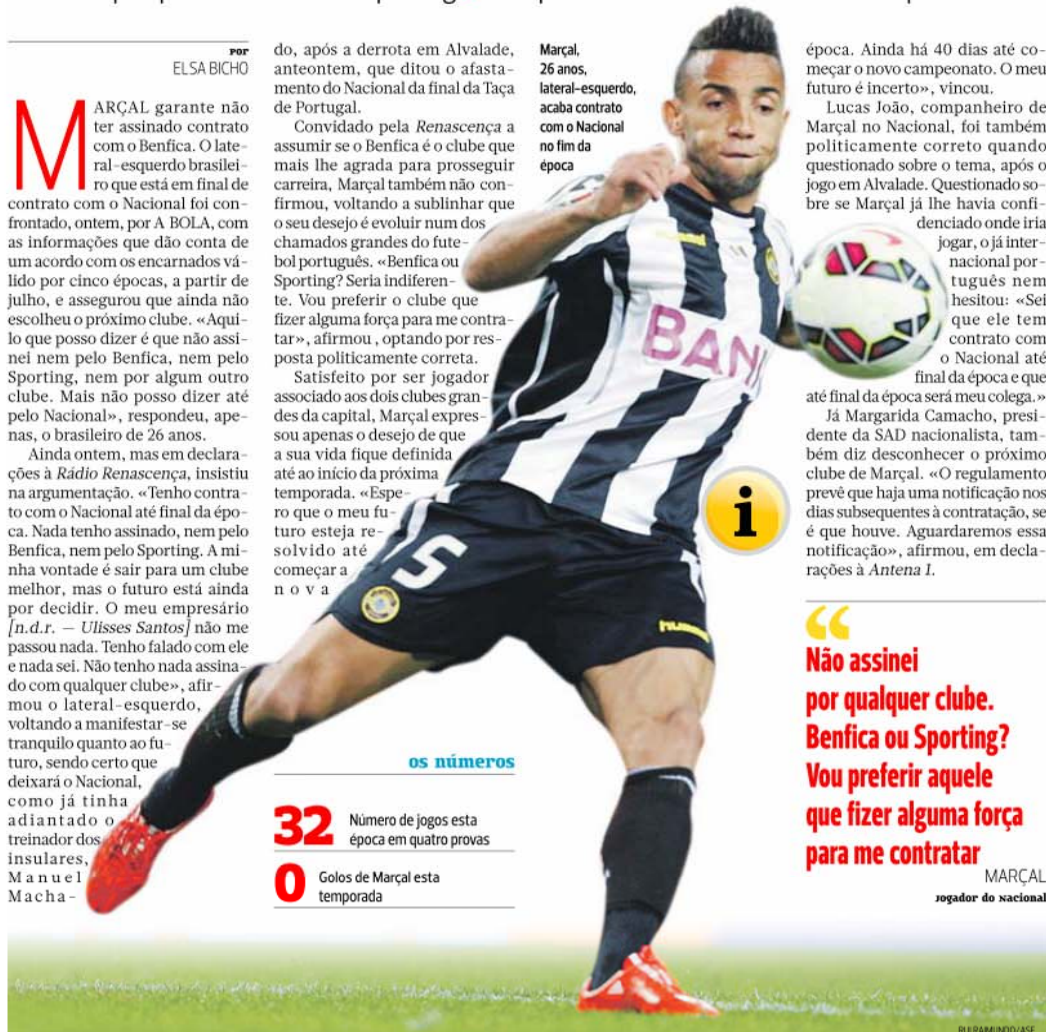 por
ELSA BICHO
MARÇAL garante não
ter assinado contrato
com o Benfica. O late-
ral-esquerdo brasilei-
ro que está em final de
contrato com o Nacional foi con-
frontado, ontem, por A BOLA, com
as informações que dão conta de
um acordo com os encarnados vá-
lido por cinco épocas, a partir de
julho, e assegurou que ainda não
escolheu o próximo clube. «Aqui-
lo que posso dizer é que não assi-
nei nem pelo Benfica, nem pelo
Sporting, nem por algum outro
clube. Mais não posso dizer até
pelo Nacional», respondeu, ape-
nas, o brasileiro de 26 anos.
Ainda ontem, mas em declara-
ções à Rádio Renascença, insistiu
na argumentação. «Tenho contra-
to com o Nacional até final da épo-
ca. Nada tenho assinado, nem pelo
Benfica, nem pelo Sporting. A mi-
nha vontade é sair para um clube
melhor, mas o futuro está ainda
por decidir. O meu empresário
[n.d.r. — Ulisses Santos] não me
passou nada. Tenho falado com ele
e nada sei. Não tenho nada assina-
do com qualquer clube», afir-
mou o lateral-esquerdo,
voltando a manifestar-se
tranquilo quanto ao fu-
turo, sendo certo que
deixará o Nacional,
como já tinha
adiantado o
treinador dos
insulares,
Manuel
Macha-
do, após a derrota em Alvalade,
anteontem, que ditou o afasta-
mento do Nacional da final da Taça
de Portugal.
Convidado pela Renascença a
assumir se o Benfica é o clube que
mais lhe agrada para prosseguir
carreira, Marçal também não con-
firmou, voltando a sublinhar que
o seu desejo é evoluir num dos
chamados grandes do fute-
bol português. «Benfica ou
Sporting? Seria indiferen-
te. Vou preferir o clube que
fizer alguma força para me contra-
tar», afirmou , optando por res-
posta politicamente correta.
Satisfeito por ser jogador
associado aos dois clubes gran-
des da capital, Marçal expres-
sou apenas o desejo de que
a sua vida fique definida
até ao início da próxima
temporada. «Espe-
ro que o meu fu-
turo esteja re-
solvido até
começar a
nova
época. Ainda há 40 dias até co-
meçar o novo campeonato. O meu
futuro é incerto», vincou.
Lucas João, companheiro de
Marçal no Nacional, foi também
politicamente correto quando
questionado sobre o tema, após o
jogo em Alvalade. Questionado so-
bre se Marçal já lhe havia confi-
denciado onde iria
jogar, o já inter-
nacional por-
tuguês nem
hesitou: «Sei
que ele tem
contrato com
o Nacional até
final da época e que
até final da época será meu colega.»
Já Margarida Camacho, presi-
dente da SAD nacionalista, tam-
bém diz desconhecer o próximo
clube de Marçal. «O regulamento
prevê que haja uma notificação nos
dias subsequentes à contratação, se
é que houve. Aguardaremos essa
notificação», afirmou, em decla-
rações à Antena 1.
Marçal,
26 anos,
lateral-esquerdo,
acaba contrato
com o Nacional
no fim da
época
BANI
5
hummel
i
os números
32
Número de jogos esta
época em quatro provas
0
Golos de Marçal esta
temporada
“
Não assinei
por qualquer clube.
Benfica ou Sporting?
Vou preferir aquele
que fizer alguma força
para me contratar
MARÇAL
Jogador do Nacional
RUI RAIMUNDO/ASF